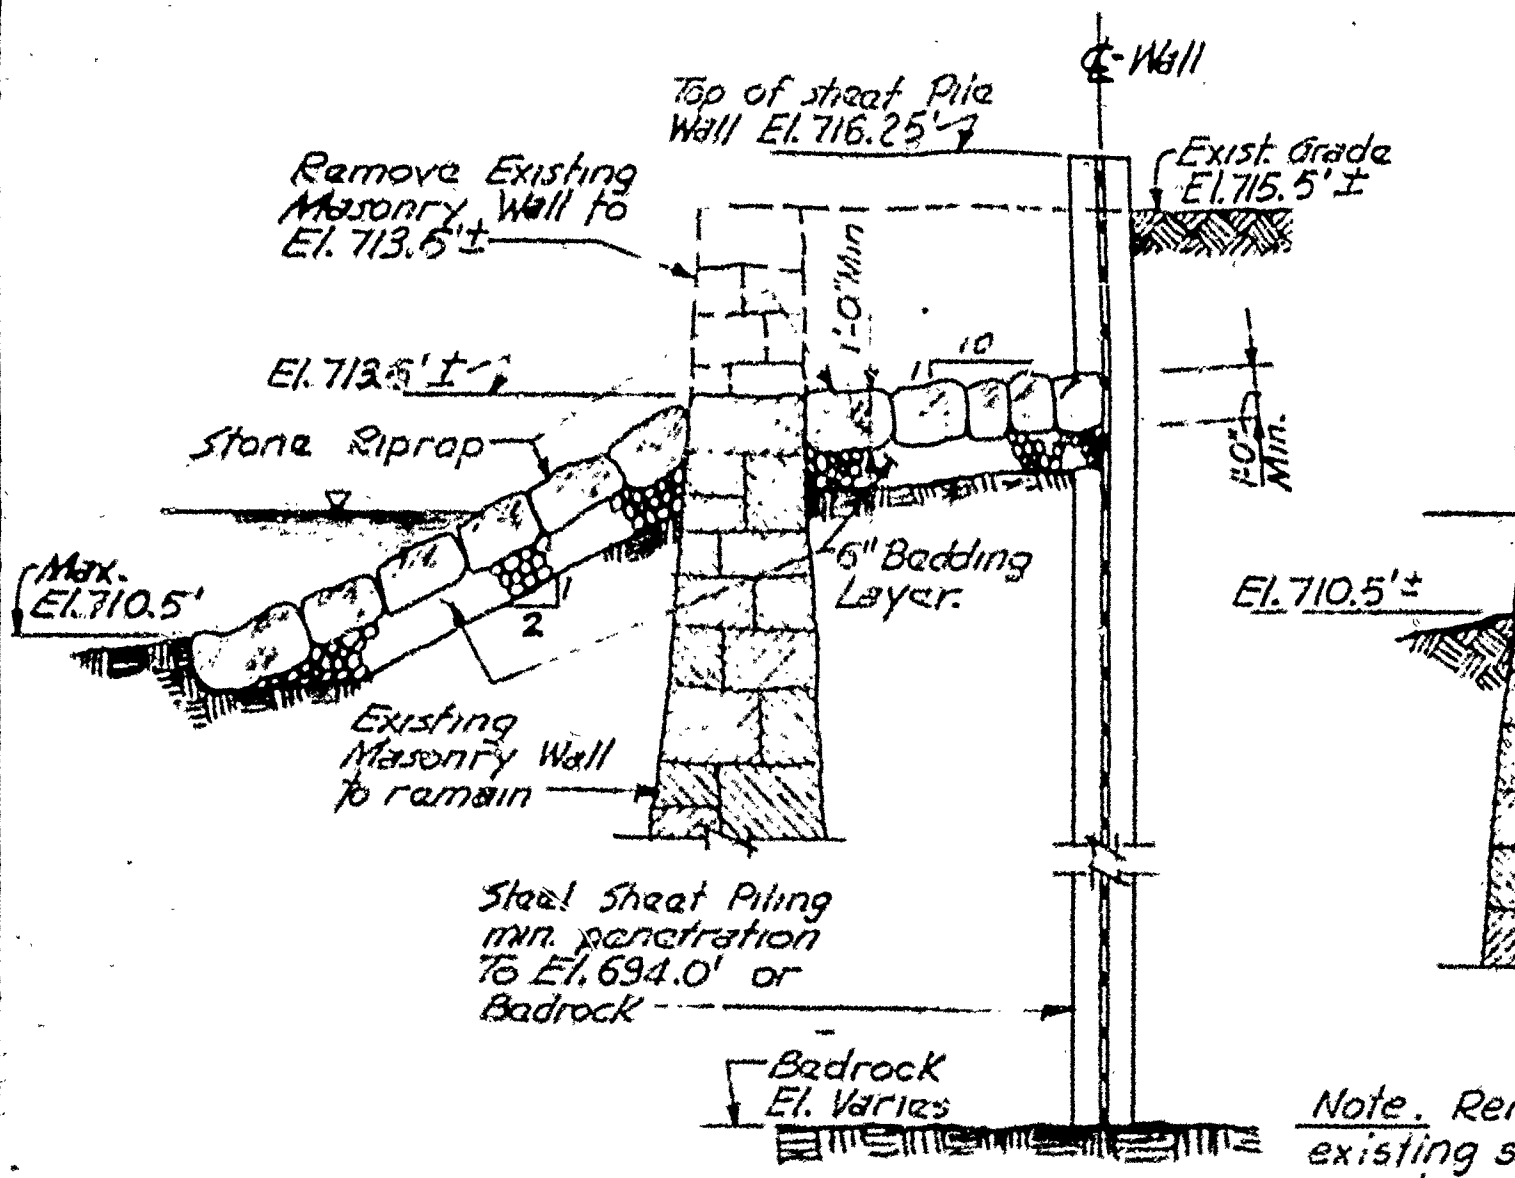 ℄ Wall
Top of sheet Pile
Wall El. 716.25'
Exist. Grade
El. 715.5' ±
Remove Existing
Masonry Wall to
El. 713.5' ±
1'-0" Min
10
1
El. 713.5' ±
Stone Riprap
1'-0"
Min.
Max.
El. 710.5'
6" Bedding
Layer.
El. 710.5' ±
1
2
Existing
Masonry Wall
to remain
Steel Sheet Piling
min. penetration
To El. 694.0' or
Bedrock
Bedrock
El. Varies
Note.
existing